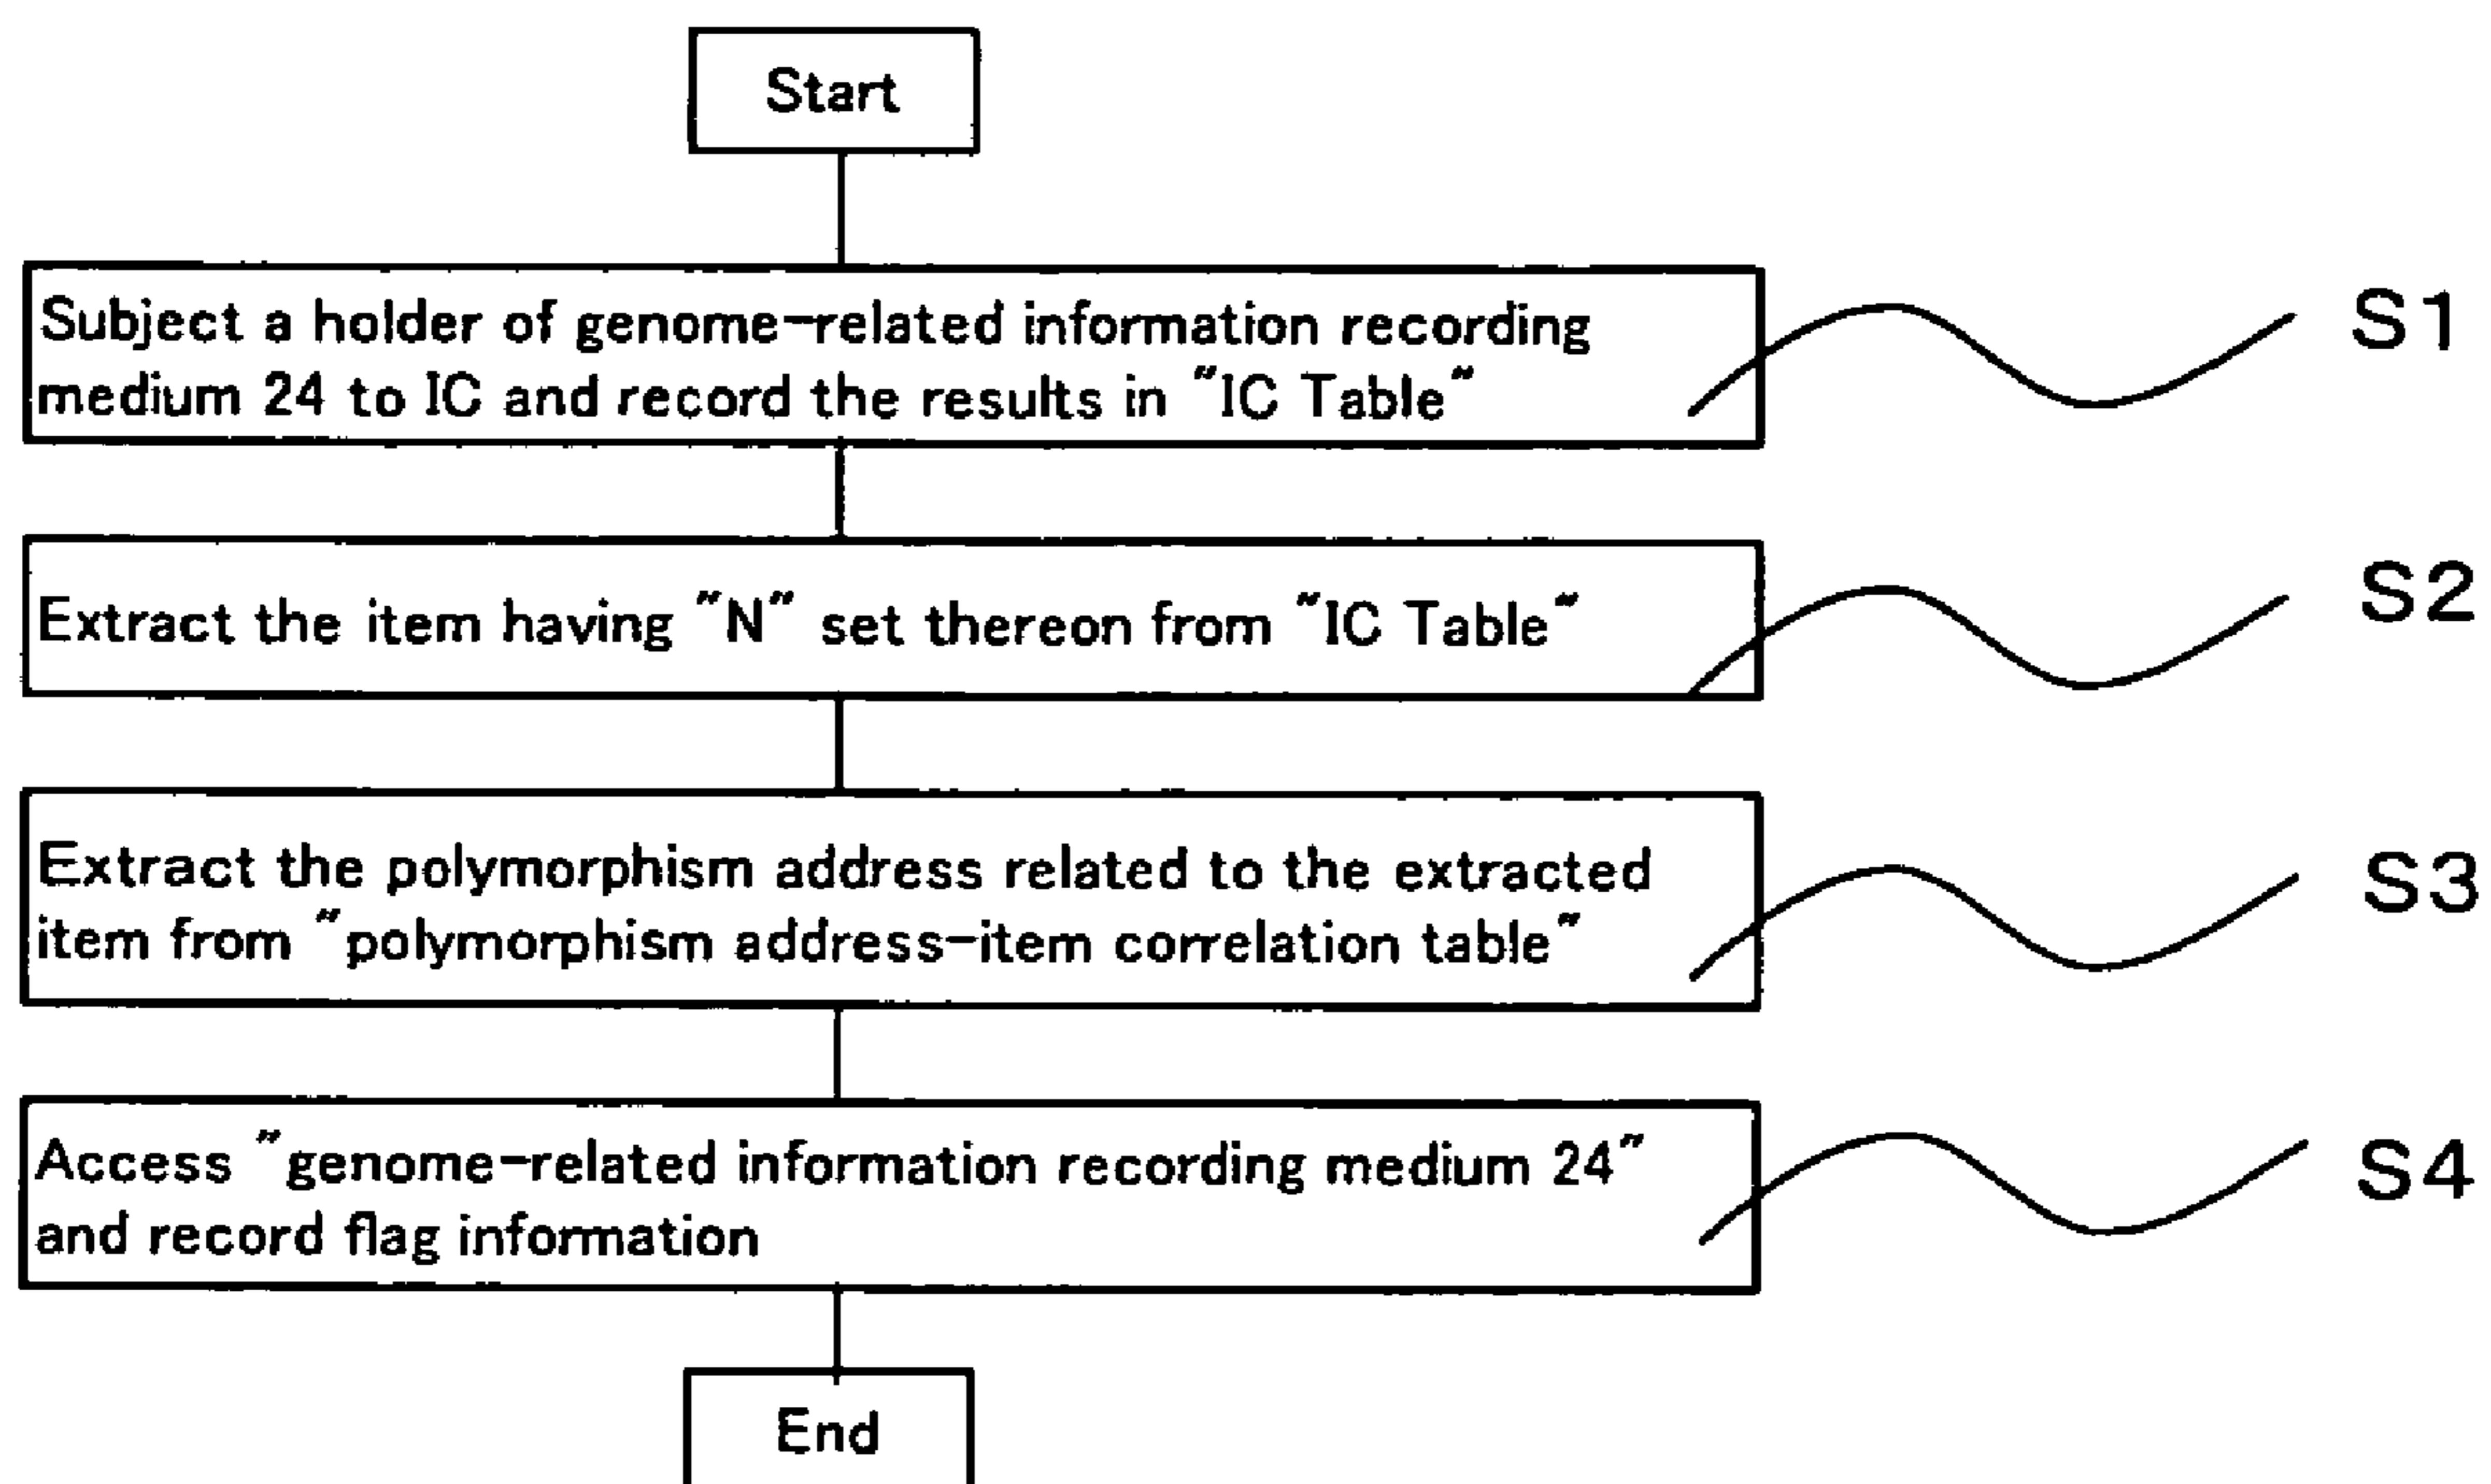 Start
Subject a holder of genome-related information recording
medium 24 to IC and record the results in "IC Table"
S1
Extract the item having "N" set thereon from "IC Table"
S2
Extract the polymorphism address related to the extracted
item from "polymorphism address-item correlation table"
S3
Access "genome-related information recording medium 24"
and record flag information
S4
End